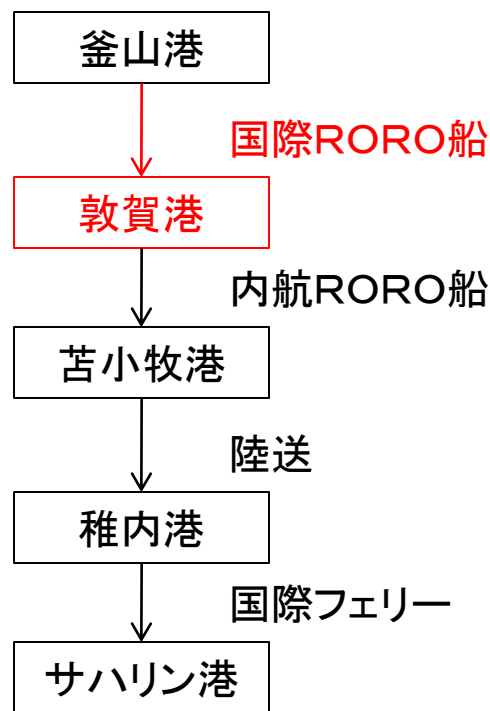 釜山港
国際RORO船
敦賀港
内航RORO船
苫小牧港
陸送
稚内港
国際フェリー
サハリン港